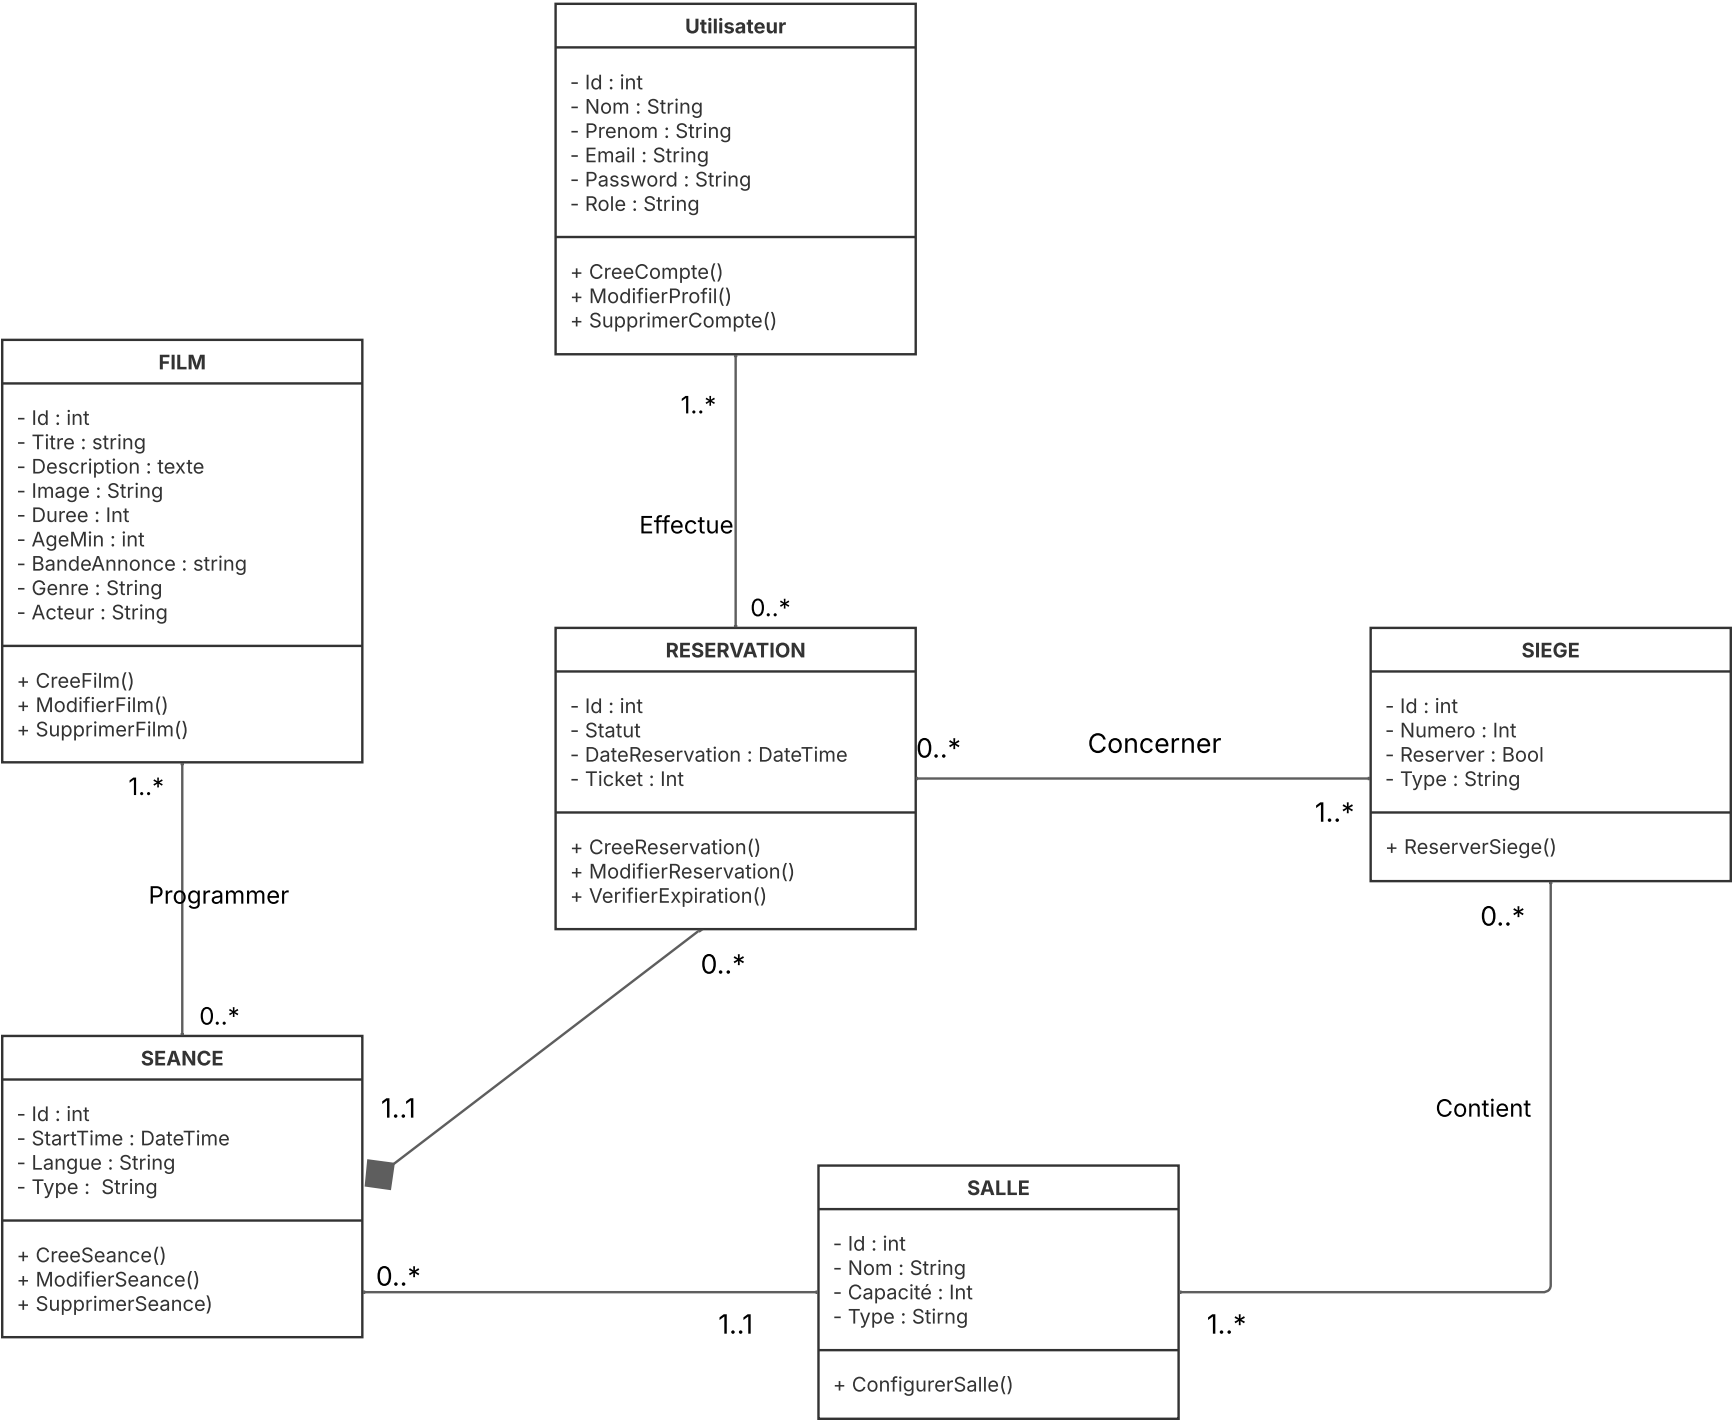 Utilisateur
- Id : int
- Nom : String
- Prenom : String
- Email : String
- Password : String
- Role : String
+ CreeCompte()
+ ModifierProfil()
+ SupprimerCompte()
1..*
Effectue
0..*
FILM
- Id : int
- Titre : string
- Description : texte
- Image : String
- Duree : Int
- AgeMin : int
- BandeAnnonce : string
- Genre : String
- Acteur : String
+ CreeFilm()
+ ModifierFilm()
+ SupprimerFilm()
1..*
Programmer
0..*
RESERVATION
- Id : int
- Statut
- DateReservation : DateTime
- Ticket : Int
+ CreeReservation()
+ ModifierReservation()
+ VerifierExpiration()
0..*
Concerner
1..*
SIEGE
- Id : int
- Numero : Int
- Reserver : Bool
- Type : String
+ ReserverSiege()
0..*
Contient
1..*
0..*
1..1
SEANCE
- Id : int
- StartTime : DateTime
- Langue : String
- Type :  String
+ CreeSeance()
+ ModifierSeance()
+ SupprimerSeance)
0..*
1..1
SALLE
- Id : int
- Nom : String
- Capacité : Int
- Type : Stirng
+ ConfigurerSalle()